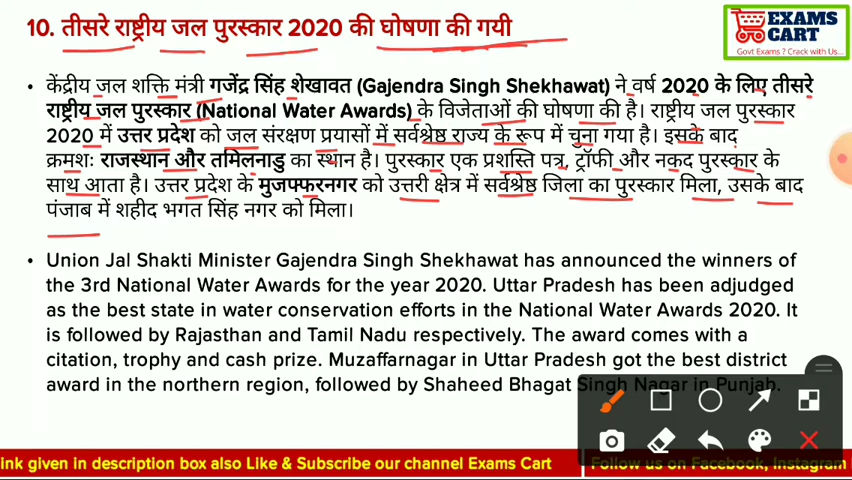 10. तीसरे राष्ट्रीय जल पुरस्कार 2020 की घोषणा की गयी
EXAMS
CART
Govt Exams ? Crack with Us...
• केंद्रीय जल शक्ति मंत्री गजेंद्र सिंह शेखावत (Gajendra Singh Shekhawat) ने वर्ष 2020 के लिए तीसरे
राष्ट्रीय जल पुरस्कार (National Water Awards) के विजेताओं की घोषणा की है। राष्ट्रीय जल पुरस्कार
2020 में उत्तर प्रदेश को जल संरक्षण प्रयासों में सर्वश्रेष्ठ राज्य के रूप में चुना गया है। इसके बाद
क्रमशः राजस्थान और तमिलनाडु का स्थान है। पुरस्कार एक प्रशस्ति पत्र, ट्रॉफी और नकद पुरस्कार के
साथ आता है। उत्तर प्रदेश के मुजफ्फरनगर को उत्तरी क्षेत्र में सर्वश्रेष्ठ जिला का पुरस्कार मिला, उसके बाद
पंजाब में शहीद भगत सिंह नगर को मिला।
• Union Jal Shakti Minister Gajendra Singh Shekhawat has announced the winners of
the 3rd National Water Awards for the year 2020. Uttar Pradesh has been adjudged
as the best state in water conservation efforts in the National Water Awards 2020. It
is followed by Rajasthan and Tamil Nadu respectively. The award comes with a
citation, trophy and cash prize. Muzaffarnagar in Uttar Pradesh got the best district
award in the northern region, followed by Shaheed Bhagat Singh Nagar in Punjab.
ink given in description box also Like & Subscribe our channel Exams Cart Follow us on Facebook, Instagram